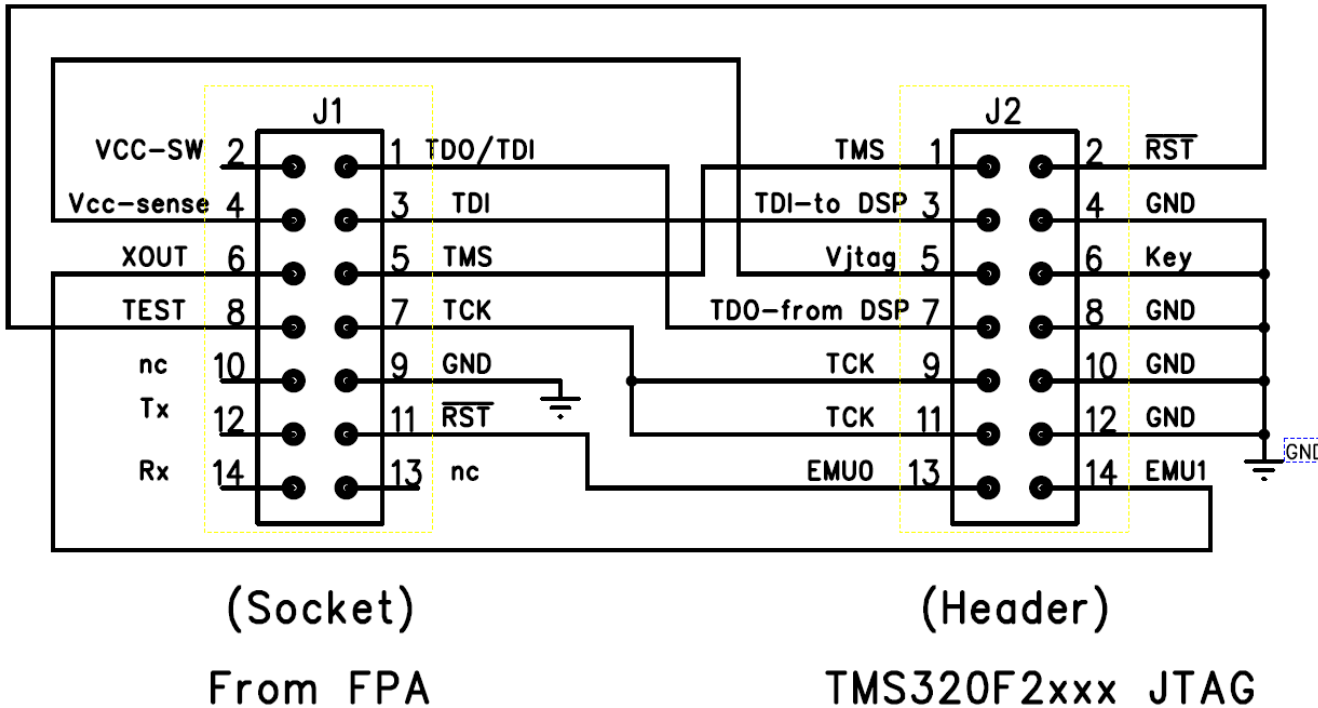 J1 J2
VCC-SW 2 1 TDO/TDI TMS 1 2 RST
Vcc-sense 4 3 TDI TDI-to DSP 3 4 GND
XOUT 6 5 TMS Vjtag 5 6 Key
TEST 8 7 TCK TDO-from DSP 7 8 GND
nc 10 9 GND TCK 9 10 GND
Tx 12 11 RST TCK 11 12 GND
GND
Rx 14 13 nc EMU0 13 14 EMU1
(Socket) (Header)
From FPA TMS320F2xxx JTAG